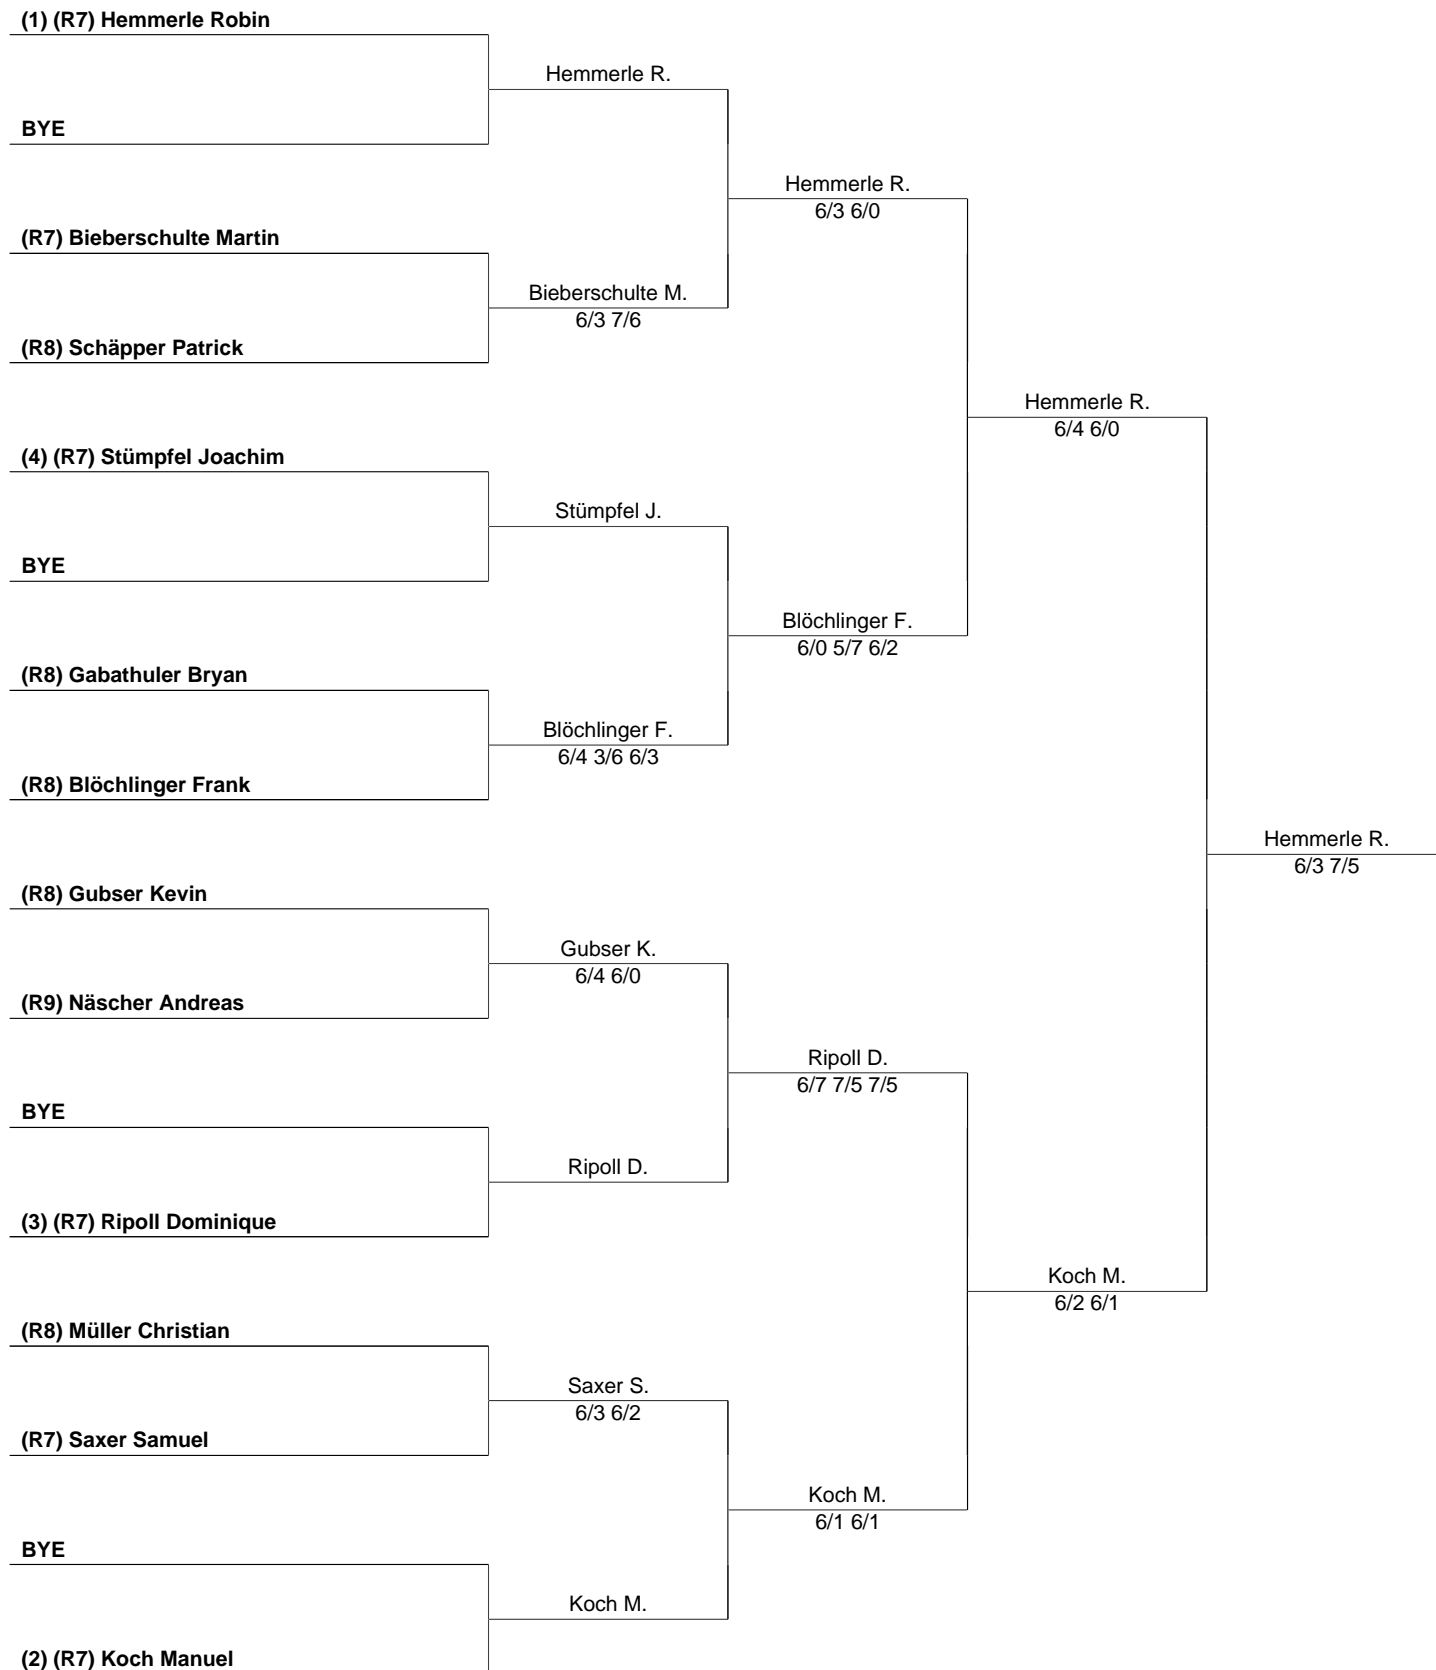 (1) (R7) Hemmerle Robin
Hemmerle R.
BYE
Hemmerle R.
6/3 6/0
(R7) Bieberschulte Martin
Bieberschulte M.
6/3 7/6
(R8) Schäpper Patrick
Hemmerle R.
6/4 6/0
(4) (R7) Stümpfel Joachim
Stümpfel J.
BYE
Blöchlinger F.
6/0 5/7 6/2
(R8) Gabathuler Bryan
Blöchlinger F.
6/4 3/6 6/3
(R8) Blöchlinger Frank
Hemmerle R.
6/3 7/5
(R8) Gubser Kevin
Gubser K.
6/4 6/0
(R9) Näscher Andreas
Ripoll D.
6/7 7/5 7/5
BYE
Ripoll D.
(3) (R7) Ripoll Dominique
Koch M.
6/2 6/1
(R8) Müller Christian
Saxer S.
6/3 6/2
(R7) Saxer Samuel
Koch M.
6/1 6/1
BYE
Koch M.
(2) (R7) Koch Manuel